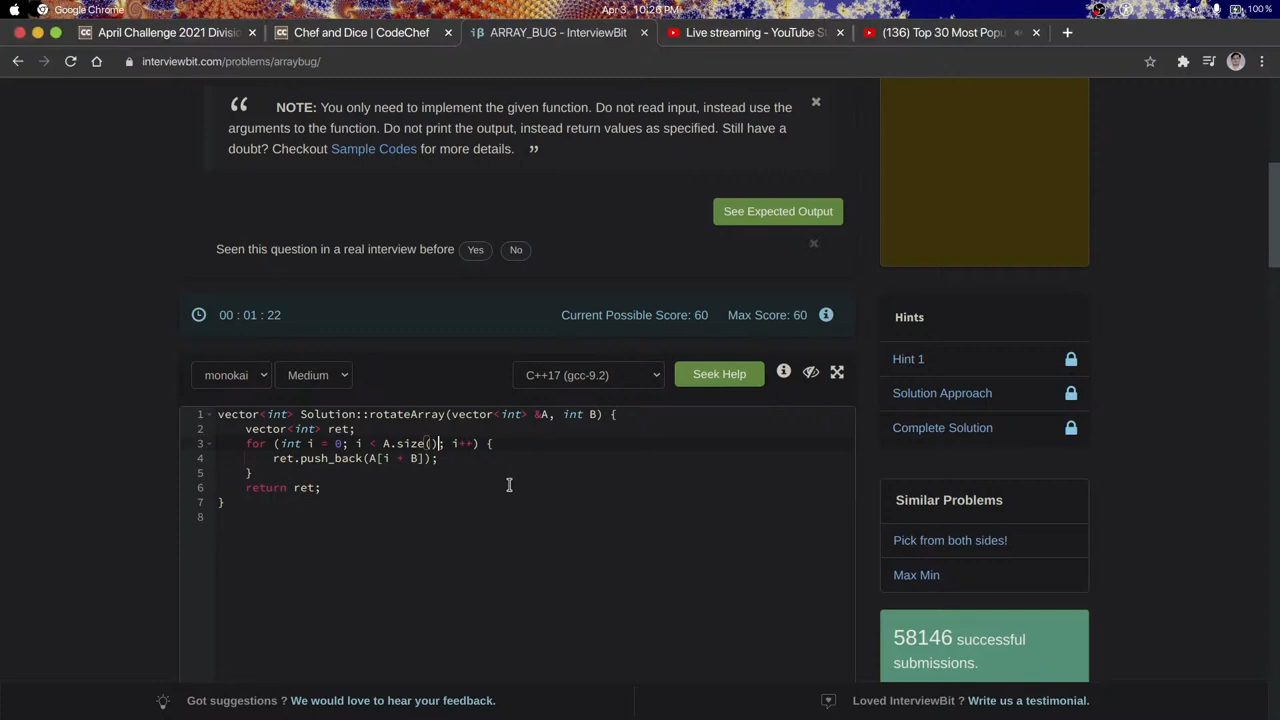 Google Chrome
Apr 3, 10:26 PM
100 %
April Challenge 2021 Divisio
Chef and Dice | CodeChef
ARRAY_BUG - InterviewBit
Live streaming - YouTube St
(136) Top 30 Most Popu
interviewbit.com/problems/arraybug/
“ NOTE: You only need to implement the given function. Do not read input, instead use the
arguments to the function. Do not print the output, instead return values as specified. Still have a
doubt? Checkout Sample Codes for more details. ”
See Expected Output
Seen this question in a real interview before Yes No
00 : 01 : 22
Current Possible Score: 60
Max Score: 60
monokai
Medium
C++17 (gcc-9.2)
Seek Help
1 vector<int> Solution::rotateArray(vector<int> &A, int B) {
2 vector<int> ret;
3 for (int i = 0; i < A.size(); i++) {
4 ret.push_back(A[i + B]);
5 }
6 return ret;
7 }
8
Hints
Hint 1
Solution Approach
Complete Solution
Similar Problems
Pick from both sides!
Max Min
58146 successful
submissions.
Got suggestions ? We would love to hear your feedback.
Loved InterviewBit ? Write us a testimonial.